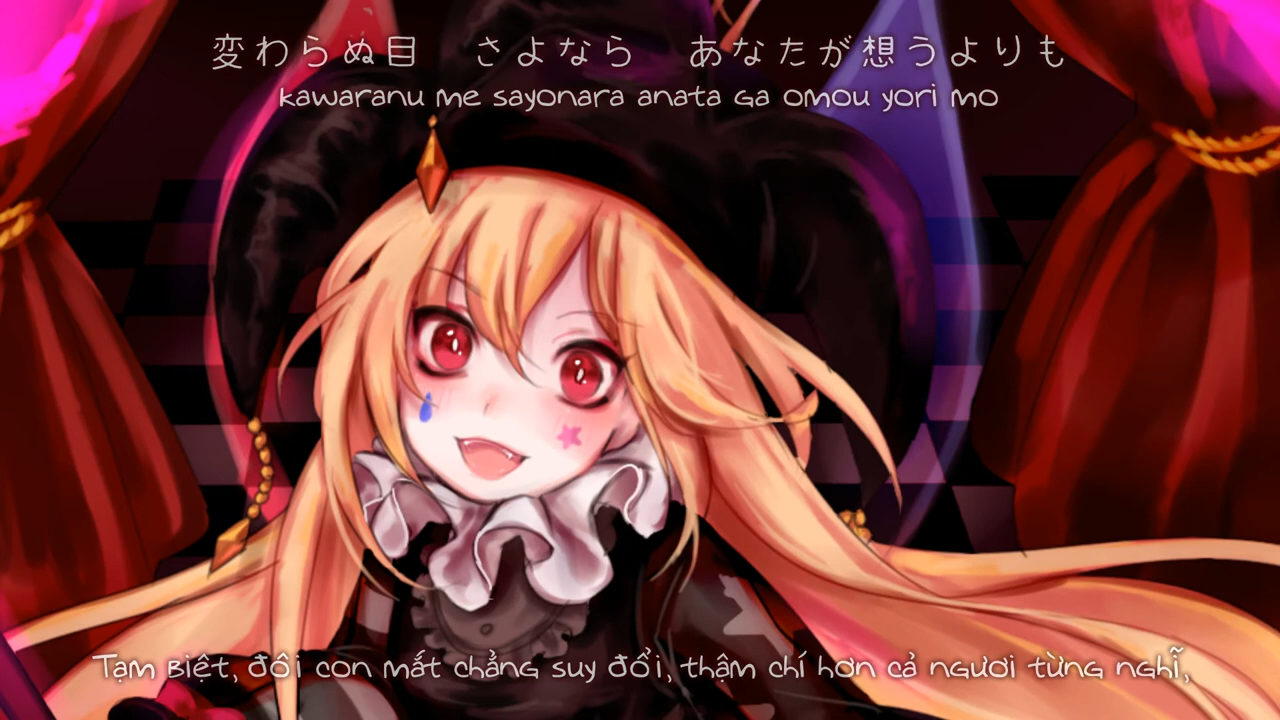 変わらぬ目　さよなら　あなたが想うよりも
kawaranu me sayonara anata ga omou yori mo
Tạm biệt, đôi con mắt chẳng suy đổi, thậm chí hơn cả ngươi từng nghĩ,